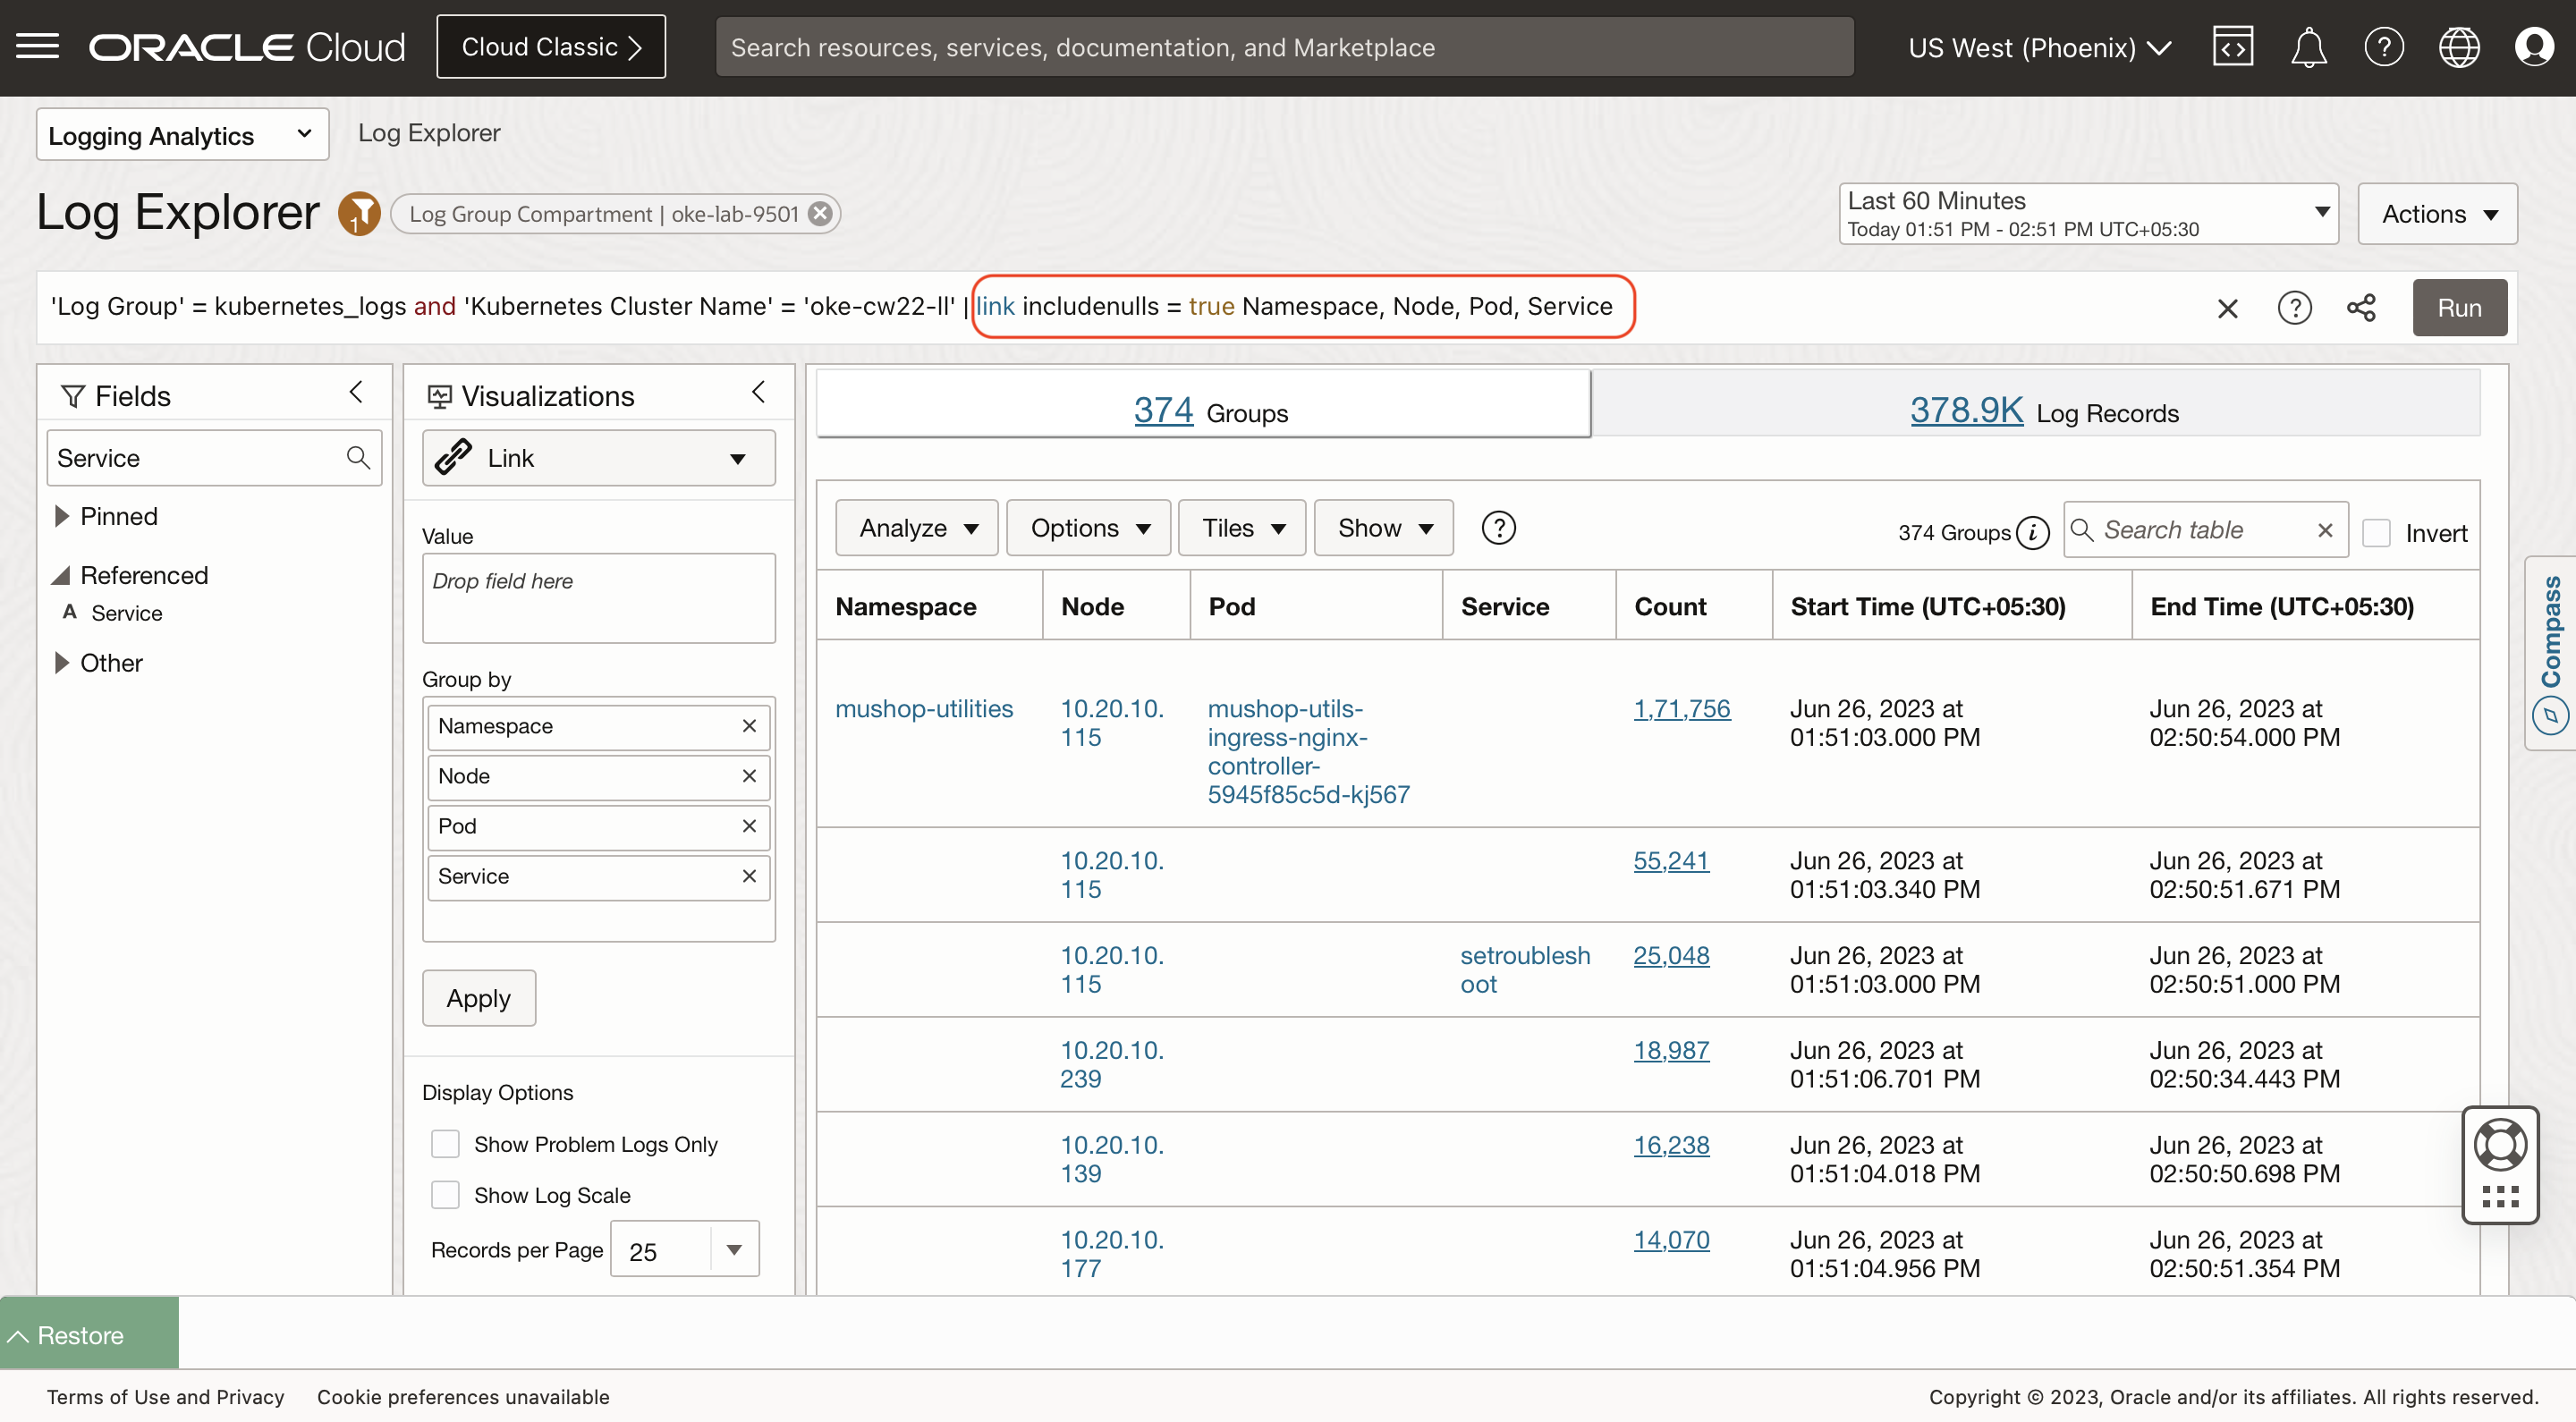 ORACLE Cloud
Cloud Classic
Search resources, services, documentation, and Marketplace
US West (Phoenix)
Logging Analytics
Log Explorer
Log Explorer
1
Log Group Compartment | oke-lab-9501
Last 60 Minutes
Today 01:51 PM - 02:51 PM UTC+05:30
Actions
'Log Group' = kubernetes_logs and 'Kubernetes Cluster Name' = 'oke-cw22-ll' | link includenulls = true Namespace, Node, Pod, Service
Run
Fields
Service
Pinned
Referenced
A Service
Other
Visualizations
Link
Value
Drop field here
Group by
Namespace
Node
Pod
Service
Apply
Display Options
Show Problem Logs Only
Show Log Scale
Records per Page 25
374 Groups
378.9K Log Records
Analyze
Options
Tiles
Show
374 Groups
Search table
Invert
Namespace Node Pod Service Count Start Time (UTC+05:30) End Time (UTC+05:30)
mushop-utilities 10.20.10. mushop-utils- 1,71,756 Jun 26, 2023 at Jun 26, 2023 at
115 ingress-nginx- 01:51:03.000 PM 02:50:54.000 PM
controller-
5945f85c5d-kj567
10.20.10. 55,241 Jun 26, 2023 at Jun 26, 2023 at
115 01:51:03.340 PM 02:50:51.671 PM
10.20.10. setroublesh 25,048 Jun 26, 2023 at Jun 26, 2023 at
115 oot 01:51:03.000 PM 02:50:51.000 PM
10.20.10. 18,987 Jun 26, 2023 at Jun 26, 2023 at
239 01:51:06.701 PM 02:50:34.443 PM
10.20.10. 16,238 Jun 26, 2023 at Jun 26, 2023 at
139 01:51:04.018 PM 02:50:50.698 PM
10.20.10. 14,070 Jun 26, 2023 at Jun 26, 2023 at
177 01:51:04.956 PM 02:50:51.354 PM
Compass
Restore
Terms of Use and Privacy
Cookie preferences unavailable
Copyright © 2023, Oracle and/or its affiliates. All rights reserved.